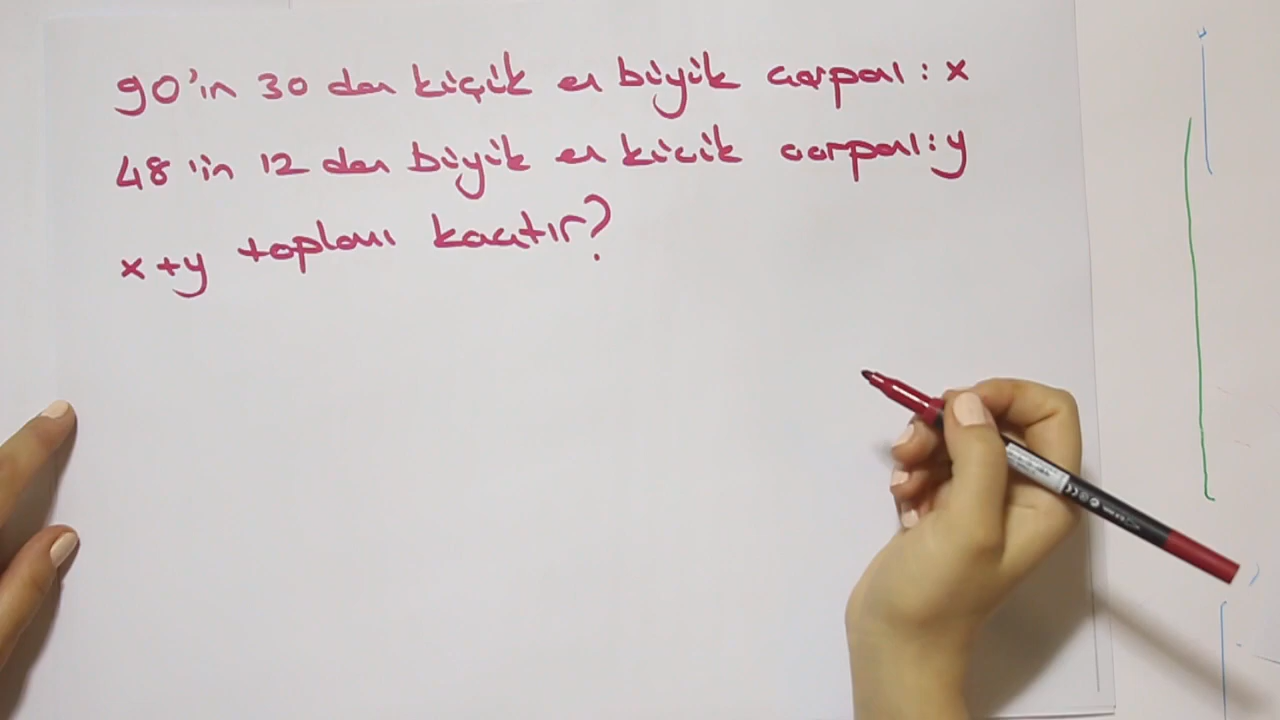 90'ın 30 dan küçük en büyük çarpanı : x
48 'in 12 den büyük en küçük çarpanı : y
x+y toplamı kaçtır?